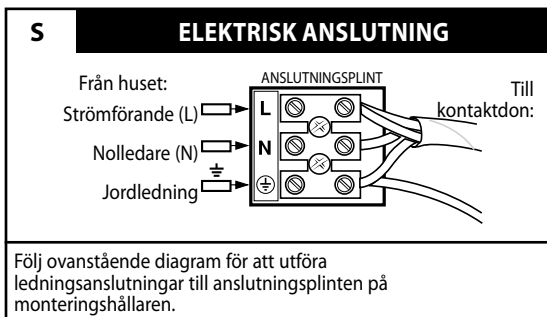 S
ELEKTRISK ANSLUTNING
Från huset:
Strömförande (L)
Nolledare (N)
Jordledning
ANSLUTNINGSPLINT
L
N
Till
kontaktdon:
Följ ovanstående diagram för att utföra
ledningsanslutningar till anslutningsplinten på
monteringshållaren.